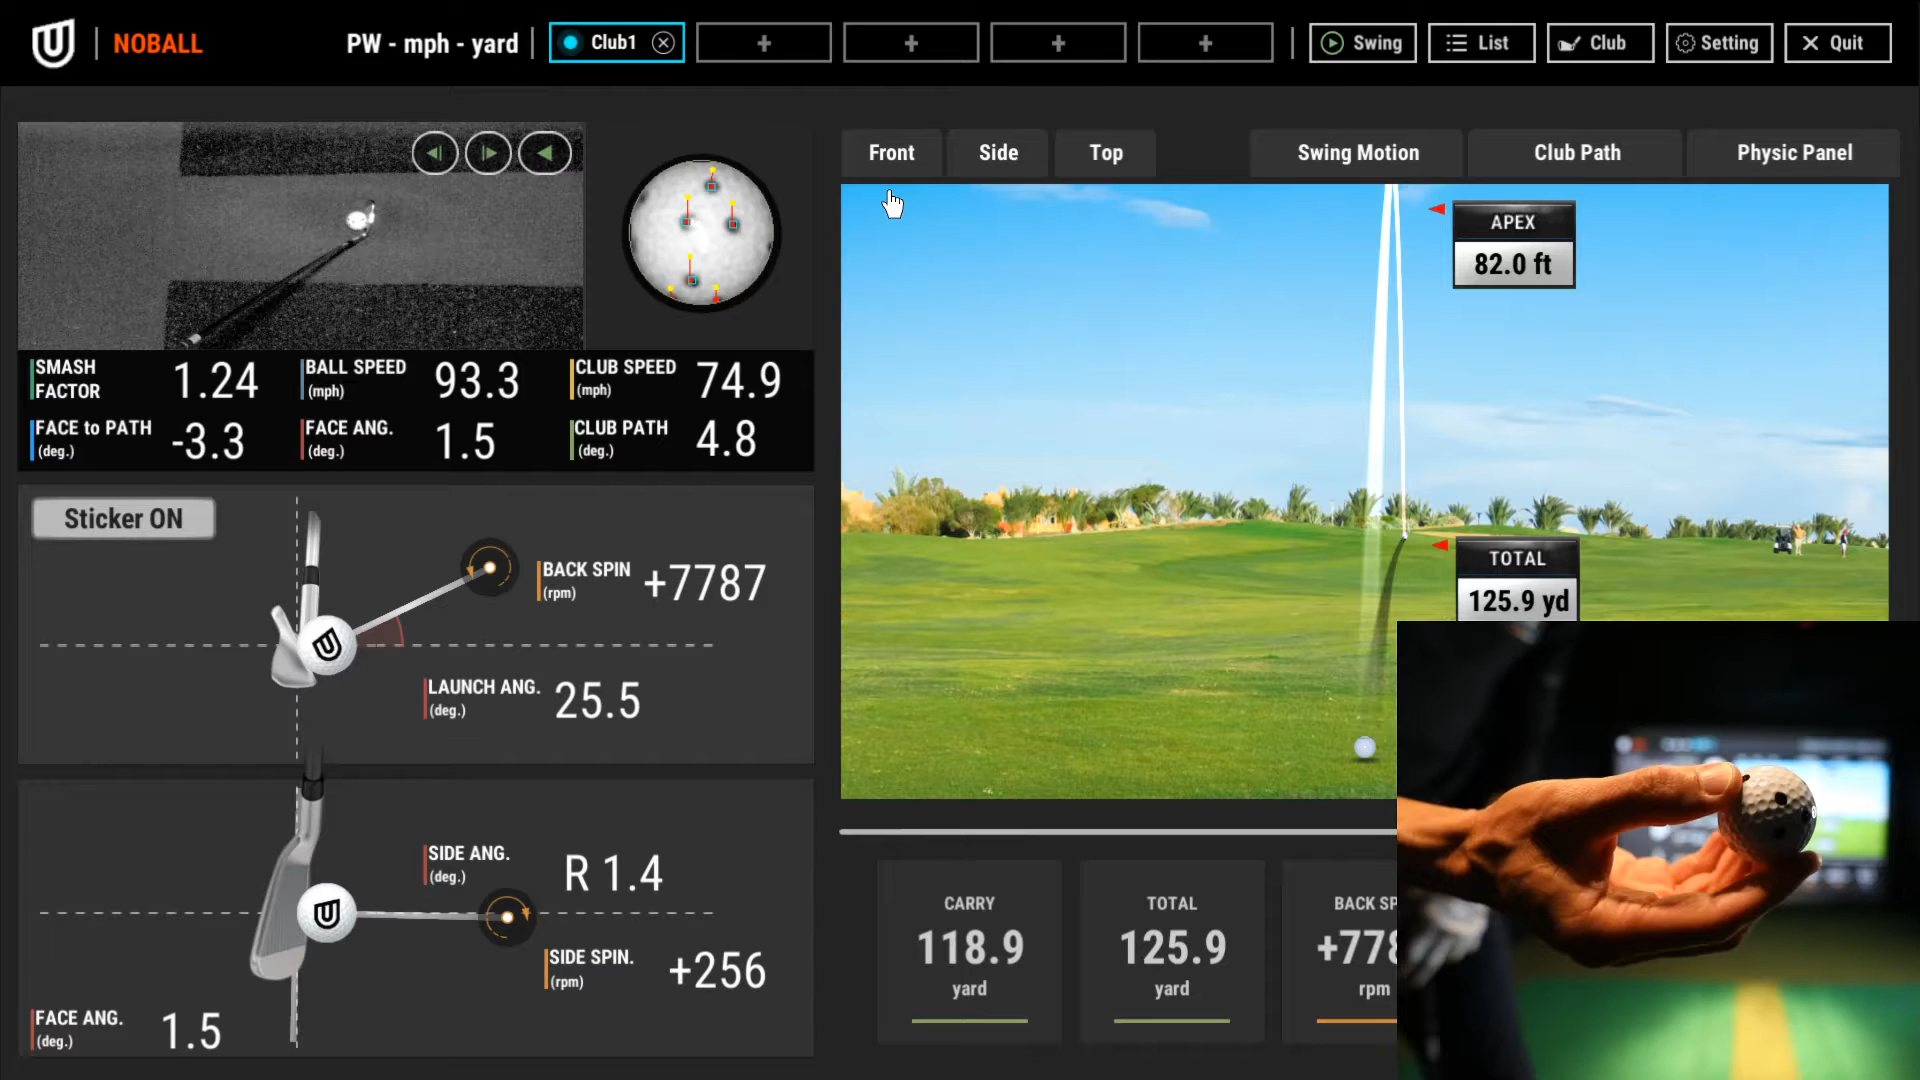 U NOBALL PW - mph - yard Club1 + + + + Swing List Club Setting Quit
Front Side Top Swing Motion Club Path Physic Panel
APEX
82.0 ft
SMASH FACTOR 1.24 BALL SPEED (mph) 93.3 CLUB SPEED (mph) 74.9
FACE to PATH (deg.) -3.3 FACE ANG. (deg.) 1.5 CLUB PATH (deg.) 4.8
Sticker ON
BACK SPIN (rpm) +7787
LAUNCH ANG. (deg.) 25.5
TOTAL
125.9 yd
SIDE ANG. (deg.) R 1.4
SIDE SPIN. (rpm) +256
FACE ANG. (deg.) 1.5
CARRY
118.9
yard
TOTAL
125.9
yard
BACK SP
+778
rpm